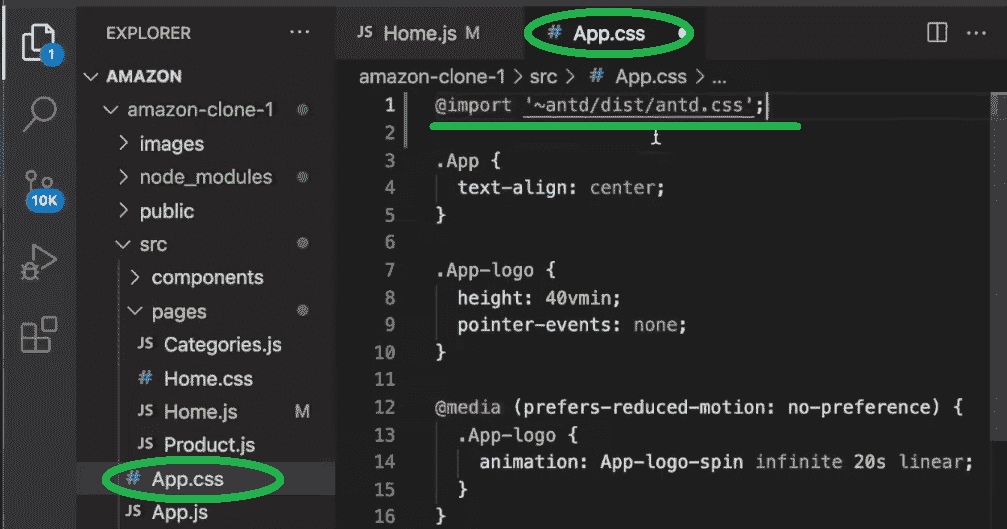 EXPLORER
JS Home.js M
# App.css
1
AMAZON
amazon-clone-1 > src > # App.css > ...
amazon-clone-1
1 @import '~antd/dist/antd.css';
2
images
3 .App {
node_modules
4 text-align: center;
10K
public
5 }
src
6
components
7 .App-logo {
8 height: 40vmin;
pages
9 pointer-events: none;
JS Categories.js
10 }
# Home.css
11
JS Home.js M
12 @media (prefers-reduced-motion: no-preference) {
JS Product.js
13 .App-logo {
# App.css
14 animation: App-logo-spin infinite 20s linear;
15 }
JS App.js
16 }